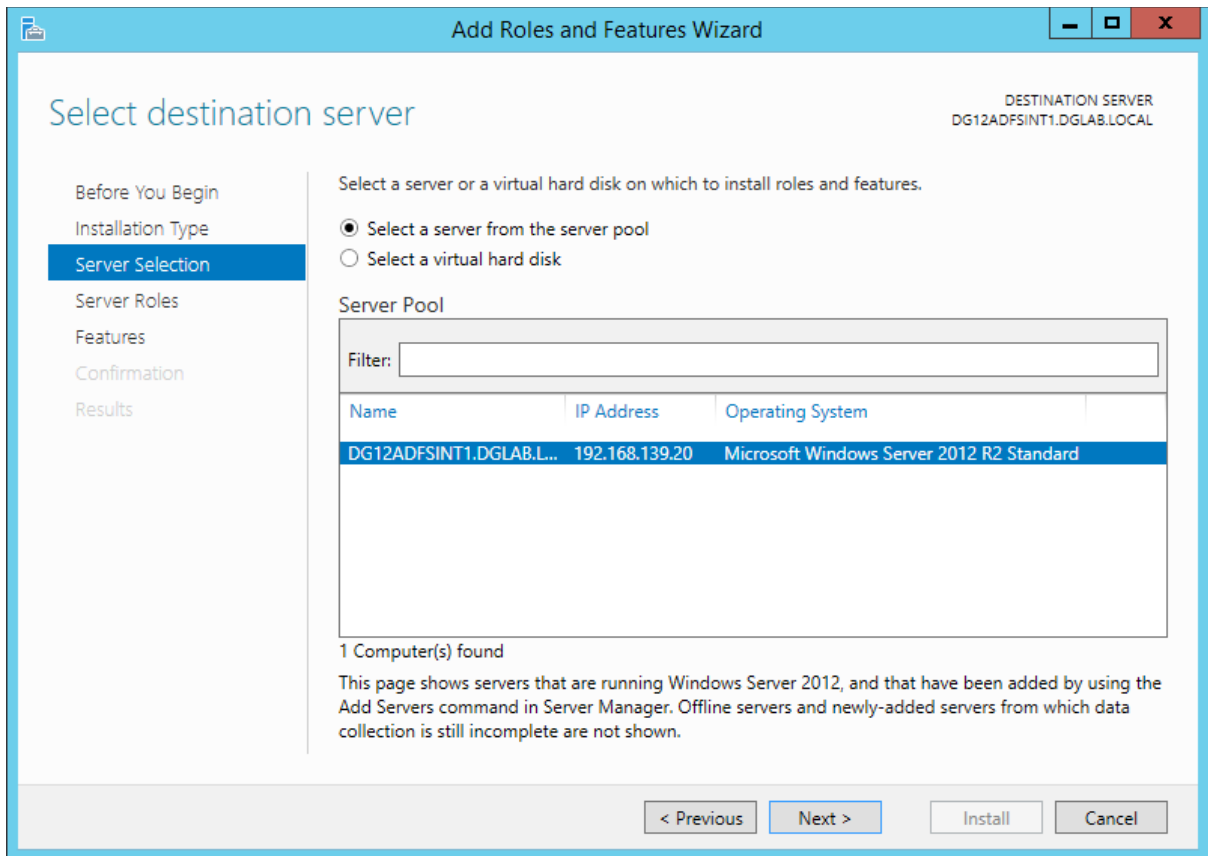 Add Roles and Features Wizard
Select destination server
DESTINATION SERVER
DG12ADFSINT1.DGLAB.LOCAL
Before You Begin
Installation Type
Server Selection
Server Roles
Features
Confirmation
Results
Select a server or a virtual hard disk on which to install roles and features.
Select a server from the server pool
Select a virtual hard disk
Server Pool
Filter:
Name IP Address Operating System
DG12ADFSINT1.DGLAB.L... 192.168.139.20 Microsoft Windows Server 2012 R2 Standard
1 Computer(s) found
This page shows servers that are running Windows Server 2012, and that have been added by using the
Add Servers command in Server Manager. Offline servers and newly-added servers from which data
collection is still incomplete are not shown.
< Previous Next > Install Cancel